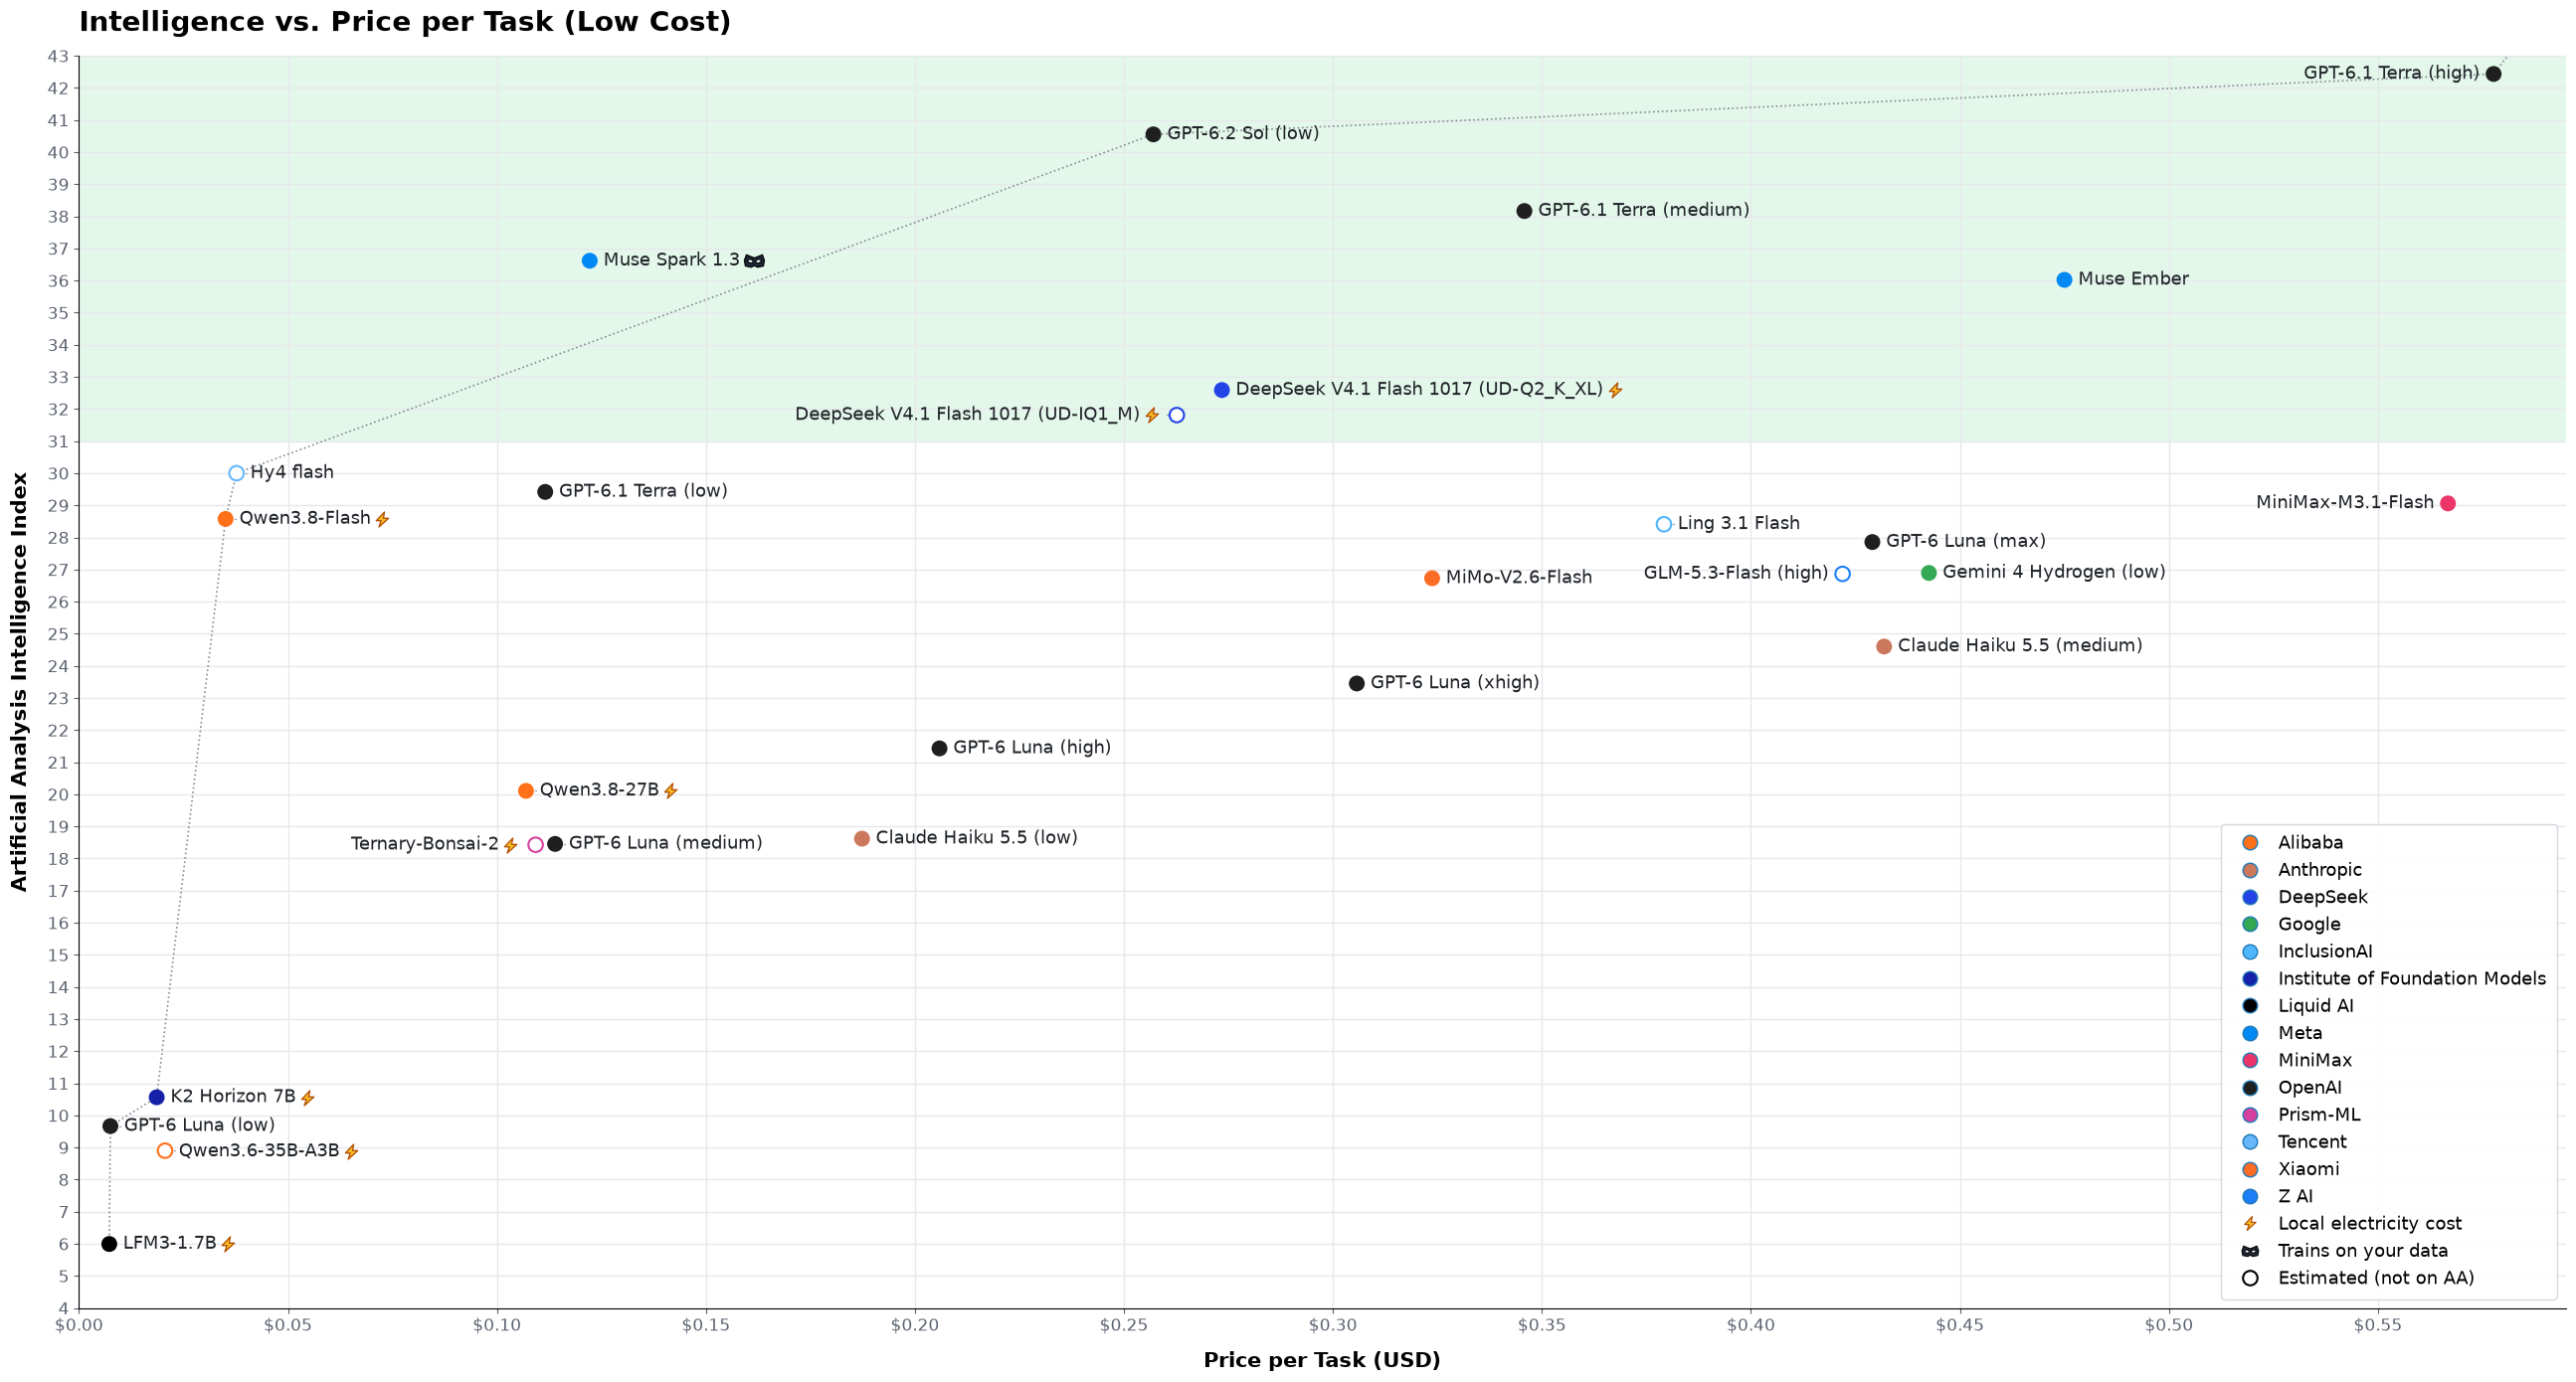 Intelligence vs. Price per Task (Low Cost)
43
42
41
40
39
38
37
36
35
34
33
32
31
30
29
28
27
26
25
24
23
22
21
20
19
18
17
16
15
14
13
12
11
10
9
8
7
6
5
4
Artificial Analysis Intelligence Index
GPT-6.1 Terra (high)
GPT-6.2 Sol (low)
GPT-6.1 Terra (medium)
Muse Spark 1.3
Muse Ember
DeepSeek V4.1 Flash 1017 (UD-Q2_K_XL)
DeepSeek V4.1 Flash 1017 (UD-IQ1_M)
Hy4 flash
GPT-6.1 Terra (low)
MiniMax-M3.1-Flash
Qwen3.8-Flash
Ling 3.1 Flash
GPT-6 Luna (max)
GLM-5.3-Flash (high)
Gemini 4 Hydrogen (low)
MiMo-V2.6-Flash
Claude Haiku 5.5 (medium)
GPT-6 Luna (xhigh)
GPT-6 Luna (high)
Qwen3.8-27B
Claude Haiku 5.5 (low)
Ternary-Bonsai-2
GPT-6 Luna (medium)
K2 Horizon 7B
GPT-6 Luna (low)
Qwen3.6-35B-A3B
LFM3-1.7B
Alibaba
Anthropic
DeepSeek
Google
InclusionAI
Institute of Foundation Models
Liquid AI
Meta
MiniMax
OpenAI
Prism-ML
Tencent
Xiaomi
Z AI
Local electricity cost
Trains on your data
Estimated (not on AA)
$0.00
$0.05
$0.10
$0.15
$0.20
$0.25
$0.30
$0.35
$0.40
$0.45
$0.50
$0.55
Price per Task (USD)